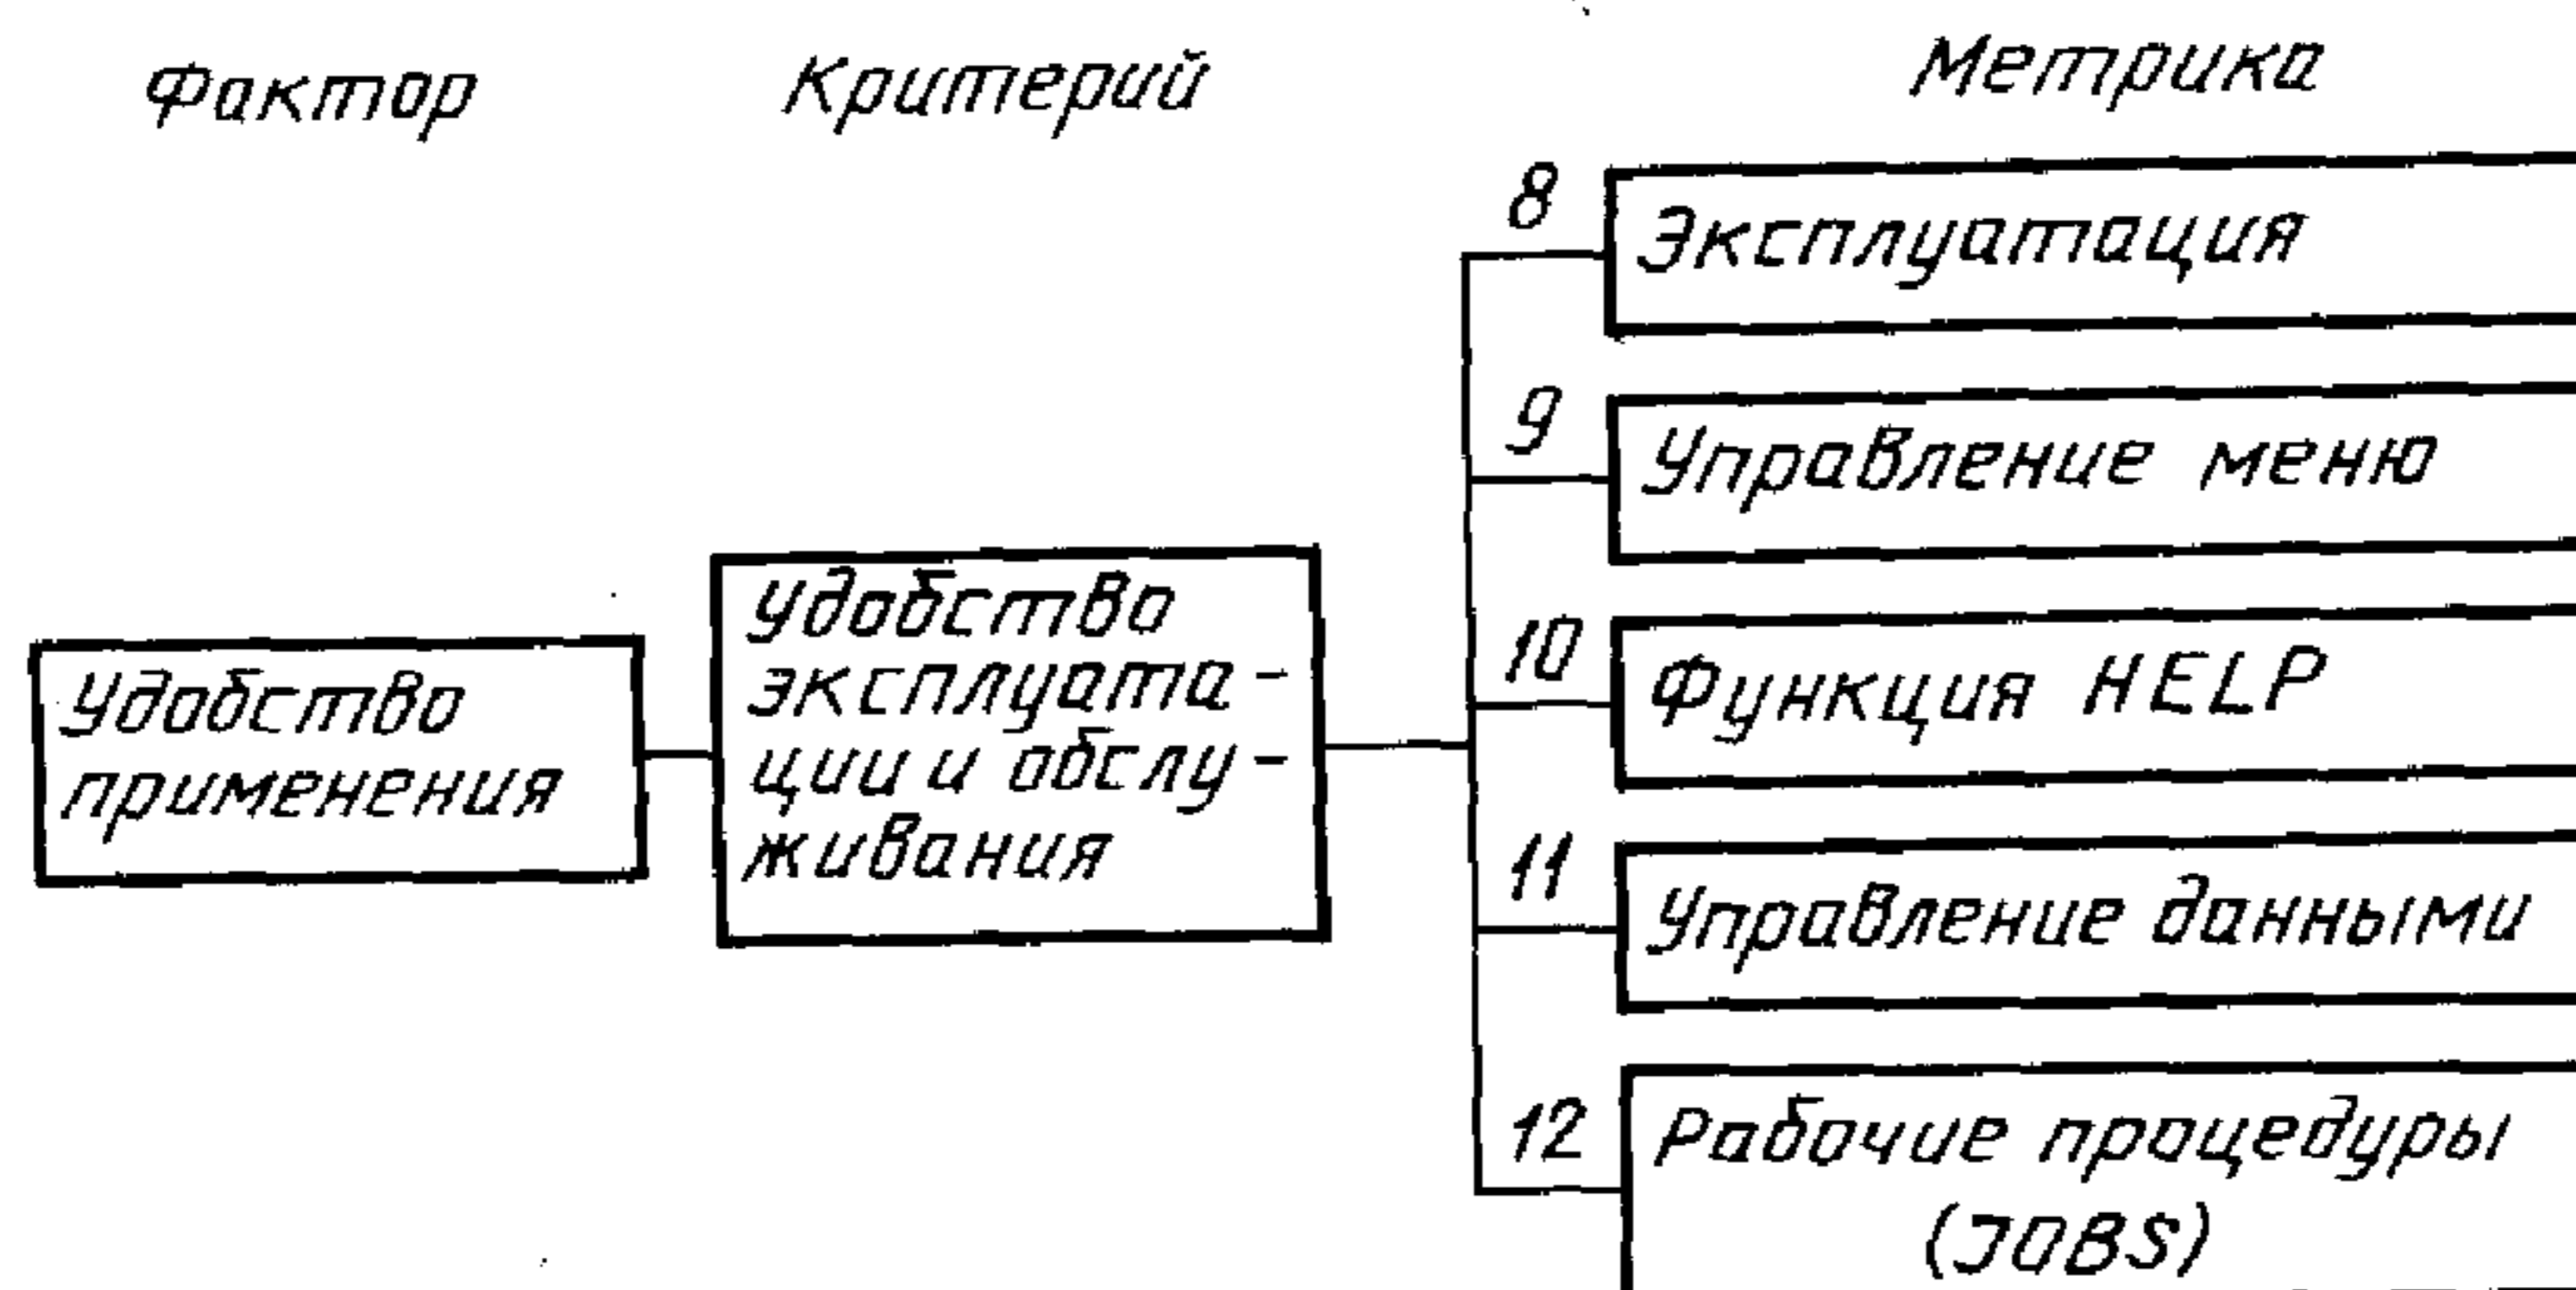 Фактор
Критерий
Метрика
Удобство
применения
Удобство
эксплуата-
ции и обслу-
живания
8
Эксплуатация
9
Управление меню
10
Функция HELP
11
Управление данными
12
Рабочие процедуры
(JOBS)